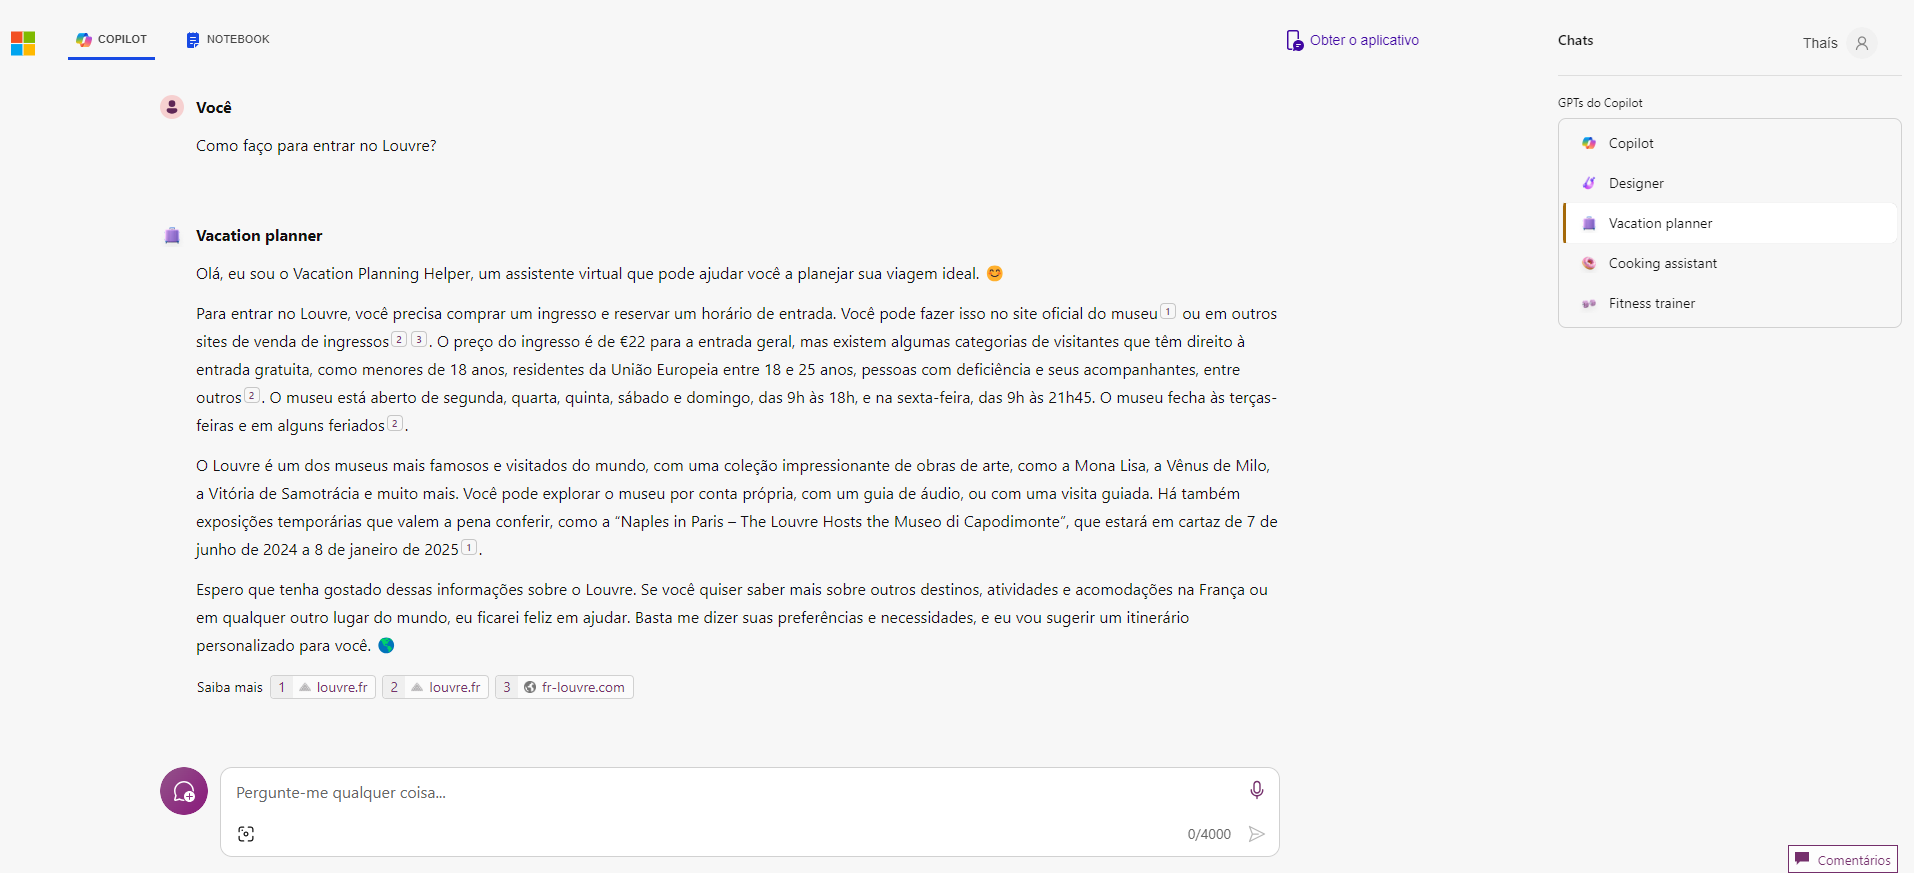 COPILOT
NOTEBOOK
Obter o aplicativo
Chats
Thaís
Você
Como faço para entrar no Louvre?
Vacation planner
Olá, eu sou o Vacation Planning Helper, um assistente virtual que pode ajudar você a planejar sua viagem ideal. 😊
Para entrar no Louvre, você precisa comprar um ingresso e reservar um horário de entrada. Você pode fazer isso no site oficial do museu 1 ou em outros
sites de venda de ingressos 2 3 . O preço do ingresso é de €22 para a entrada geral, mas existem algumas categorias de visitantes que têm direito à
entrada gratuita, como menores de 18 anos, residentes da União Europeia entre 18 e 25 anos, pessoas com deficiência e seus acompanhantes, entre
outros 2 . O museu está aberto de segunda, quarta, quinta, sábado e domingo, das 9h às 18h, e na sexta-feira, das 9h às 21h45. O museu fecha às terças-
feiras e em alguns feriados 2 .
O Louvre é um dos museus mais famosos e visitados do mundo, com uma coleção impressionante de obras de arte, como a Mona Lisa, a Vênus de Milo,
a Vitória de Samotrácia e muito mais. Você pode explorar o museu por conta própria, com um guia de áudio, ou com uma visita guiada. Há também
exposições temporárias que valem a pena conferir, como a “Naples in Paris – The Louvre Hosts the Museo di Capodimonte”, que estará em cartaz de 7 de
junho de 2024 a 8 de janeiro de 2025 1 .
Espero que tenha gostado dessas informações sobre o Louvre. Se você quiser saber mais sobre outros destinos, atividades e acomodações na França ou
em qualquer outro lugar do mundo, eu ficarei feliz em ajudar. Basta me dizer suas preferências e necessidades, e eu vou sugerir um itinerário
personalizado para você. 🌎
Saiba mais 1 louvre.fr 2 louvre.fr 3 fr-louvre.com
Pergunte-me qualquer coisa...
0/4000
GPTs do Copilot
Copilot
Designer
Vacation planner
Cooking assistant
Fitness trainer
Comentários